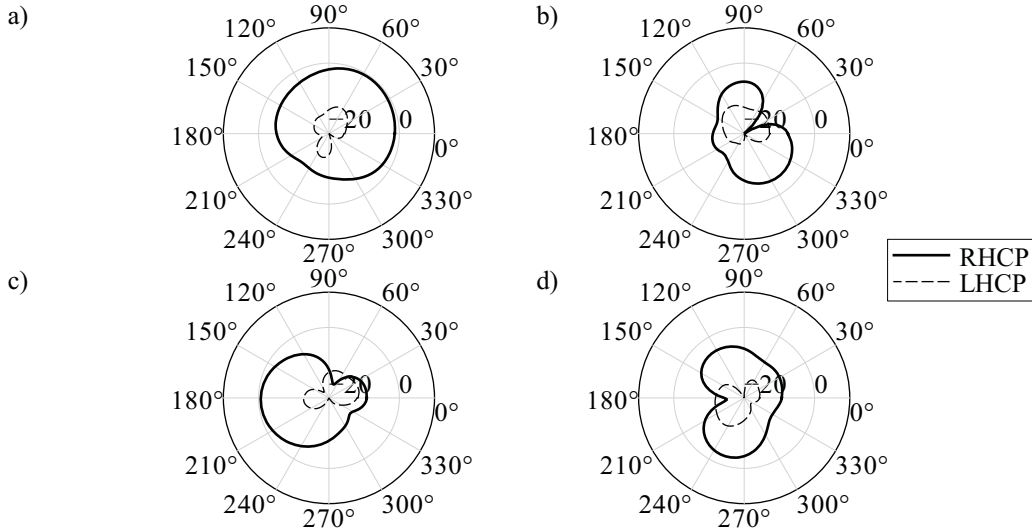 a) b)
90° 90°
120° 60° 120° 60°
150° 30° 150° 30°
-20 0 -20 0
180° 0° 180° 0°
210° 330° 210° 330°
240° 300° 240° 300°
270° 270°
RHCP
LHCP
c) d)
90° 90°
120° 60° 120° 60°
150° 30° 150° 30°
-20 0 -20 0
180° 0° 180° 0°
210° 330° 210° 330°
240° 300° 240° 300°
270° 270°